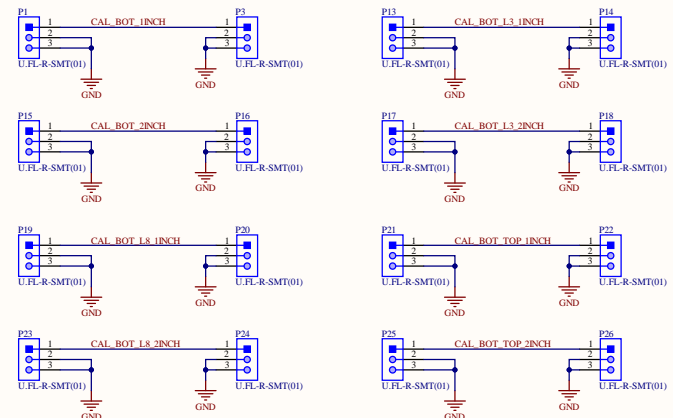 P1 CAL_BOT_1INCH P3
1 1
2 2
3 3
U.FL-R-SMT(01) U.FL-R-SMT(01)
GND GND
P13 CAL_BOT_L3_1INCH P14
1 1
2 2
3 3
U.FL-R-SMT(01) U.FL-R-SMT(01)
GND GND
P15 CAL_BOT_2INCH P16
1 1
2 2
3 3
U.FL-R-SMT(01) U.FL-R-SMT(01)
GND GND
P17 CAL_BOT_L3_2INCH P18
1 1
2 2
3 3
U.FL-R-SMT(01) U.FL-R-SMT(01)
GND GND
P19 CAL_BOT_L8_1INCH P20
1 1
2 2
3 3
U.FL-R-SMT(01) U.FL-R-SMT(01)
GND GND
P21 CAL_BOT_TOP_1INCH P22
1 1
2 2
3 3
U.FL-R-SMT(01) U.FL-R-SMT(01)
GND GND
P23 CAL_BOT_L8_2INCH P24
1 1
2 2
3 3
U.FL-R-SMT(01) U.FL-R-SMT(01)
GND GND
P25 CAL_BOT_TOP_2INCH P26
1 1
2 2
3 3
U.FL-R-SMT(01) U.FL-R-SMT(01)
GND GND